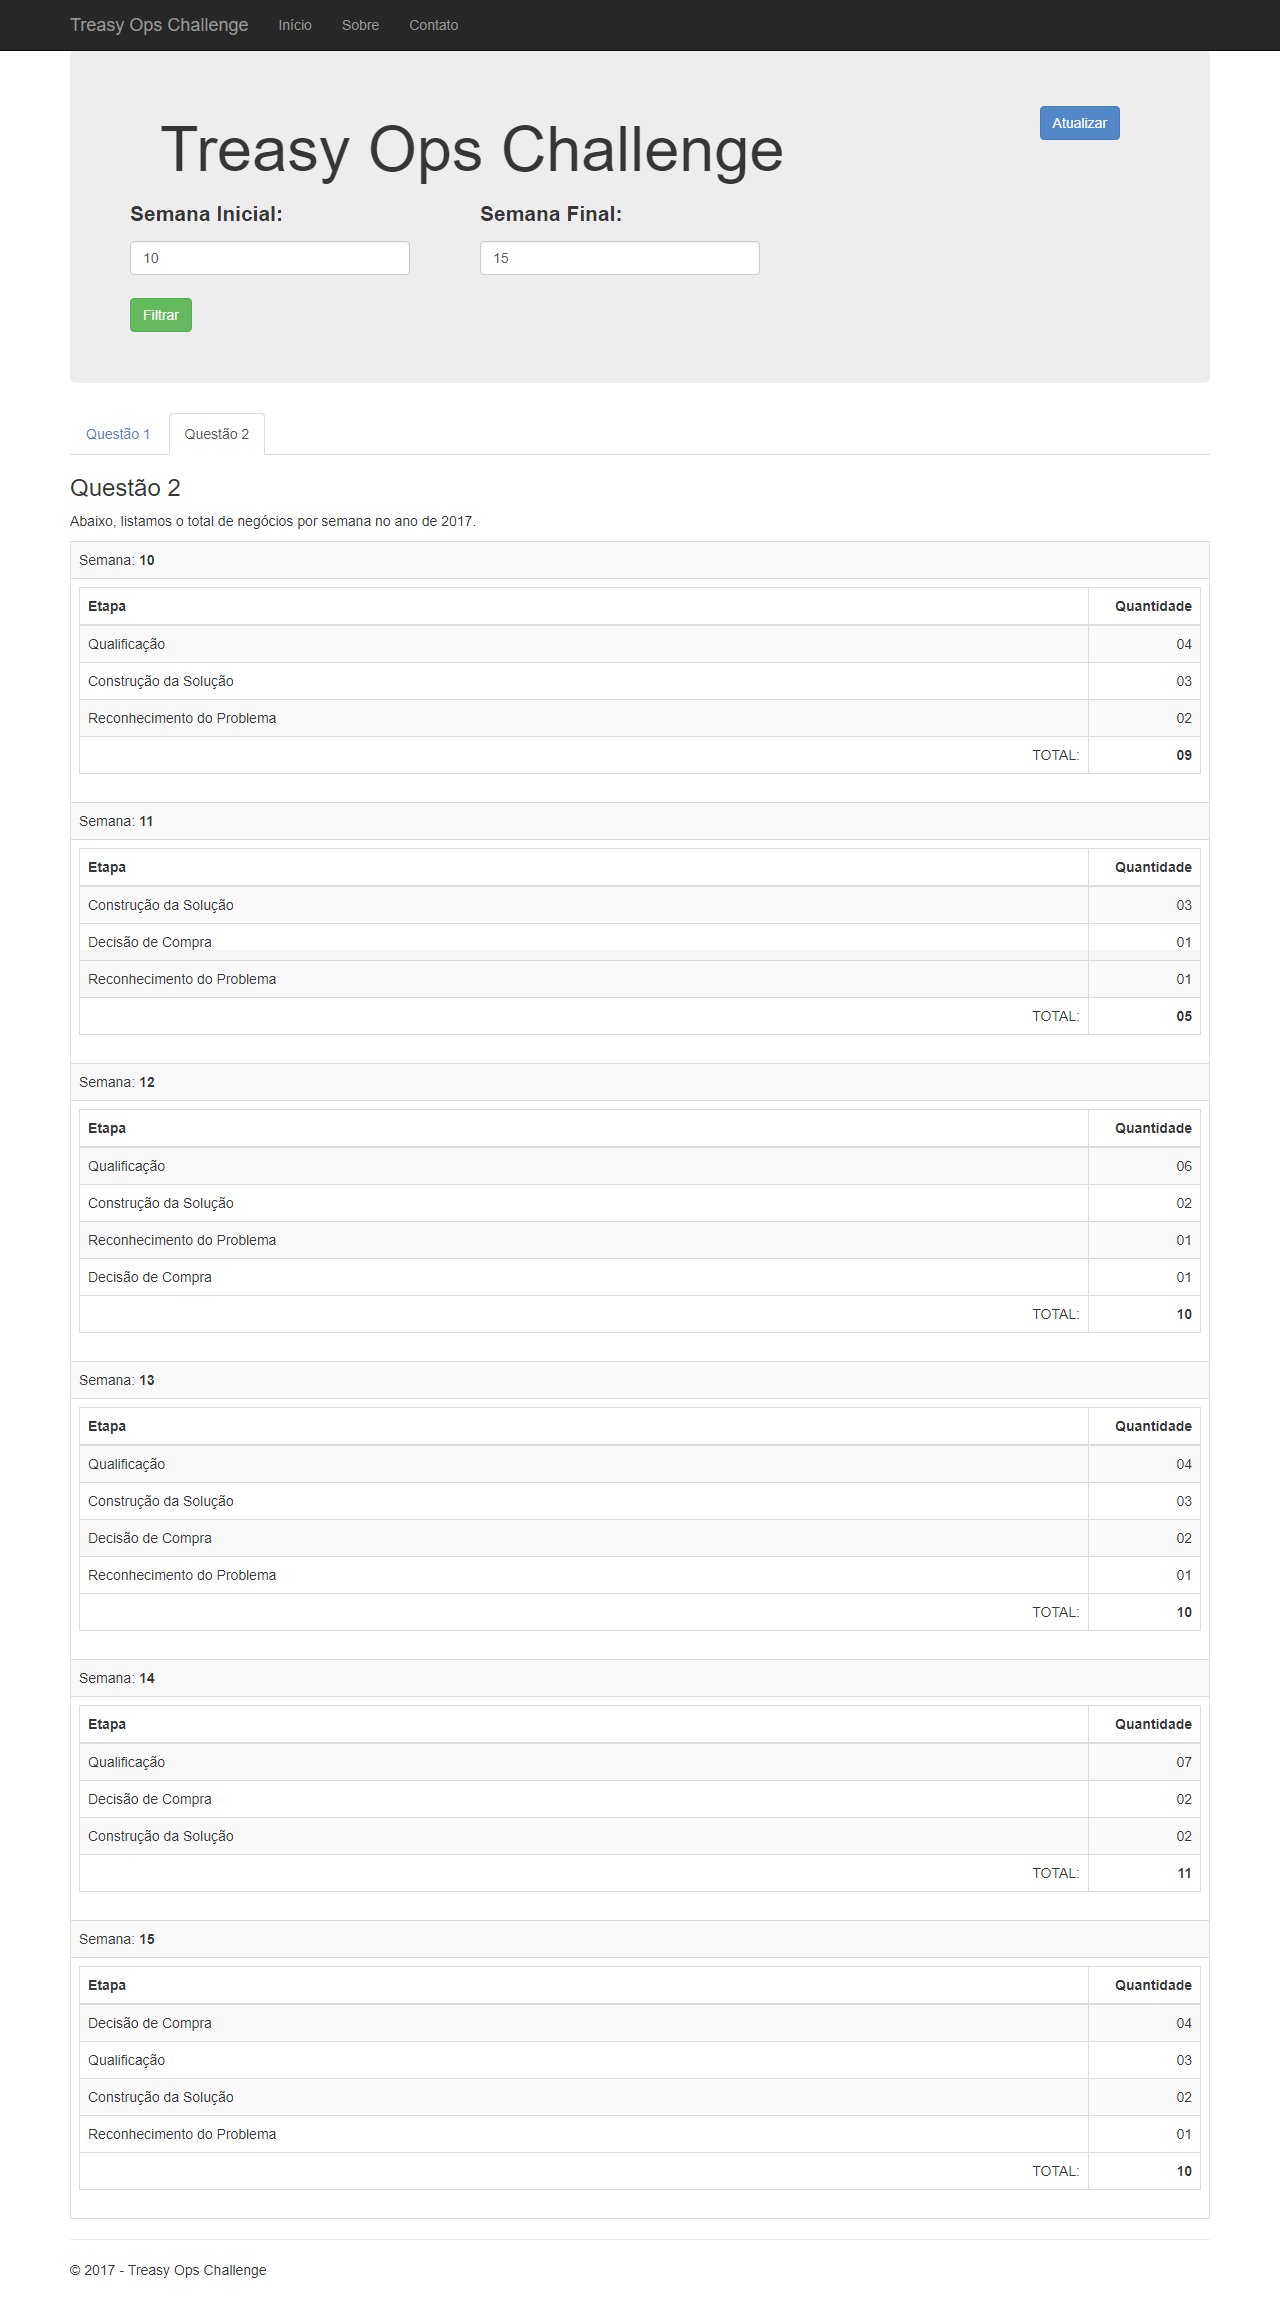 Treasy Ops Challenge Início Sobre Contato
Treasy Ops Challenge
Atualizar
Semana Inicial: Semana Final:
10 15
Filtrar
Questão 1 Questão 2
Questão 2
Abaixo, listamos o total de negócios por semana no ano de 2017.
Semana: 10
Etapa Quantidade
Qualificação 04
Construção da Solução 03
Reconhecimento do Problema 02
TOTAL: 09
Semana: 11
Etapa Quantidade
Construção da Solução 03
Decisão de Compra 01
Reconhecimento do Problema 01
TOTAL: 05
Semana: 12
Etapa Quantidade
Qualificação 06
Construção da Solução 02
Reconhecimento do Problema 01
Decisão de Compra 01
TOTAL: 10
Semana: 13
Etapa Quantidade
Qualificação 04
Construção da Solução 03
Decisão de Compra 02
Reconhecimento do Problema 01
TOTAL: 10
Semana: 14
Etapa Quantidade
Qualificação 07
Decisão de Compra 02
Construção da Solução 02
TOTAL: 11
Semana: 15
Etapa Quantidade
Decisão de Compra 04
Qualificação 03
Construção da Solução 02
Reconhecimento do Problema 01
TOTAL: 10
© 2017 - Treasy Ops Challenge